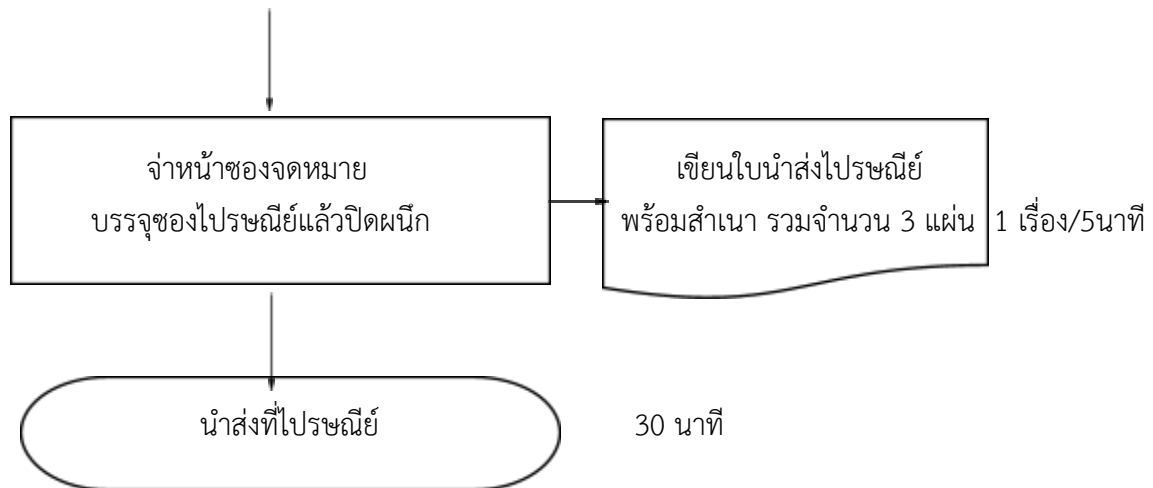 จ่าหน้าซองจดหมาย
บรรจุซองไปรษณีย์แล้วปิดผนึก
เขียนใบนำส่งไปรษณีย์
พร้อมสำเนา รวมจำนวน 3 แผ่น 1 เรื่อง/5นาที
นำส่งที่ไปรษณีย์
30 นาที